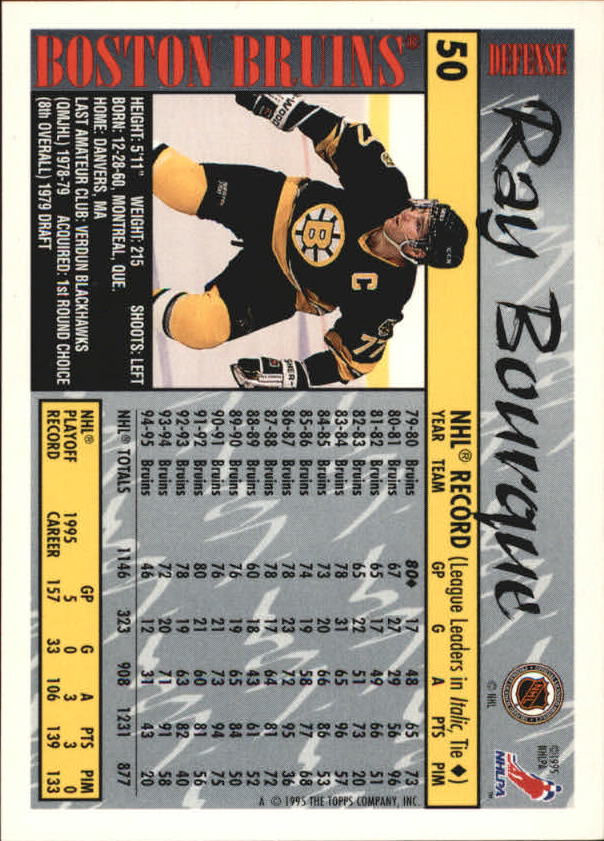 DEFENSE
Ray Bourque
© NHL
NHL
©1995
NHLPA
NHLPA™
50
BOSTON BRUINS®
C
B
77
HEIGHT: 5'11" WEIGHT: 215 SHOOTS: LEFT
BORN: 12-28-60, MONTREAL, QUE.
HOME: DANVERS, MA
LAST AMATEUR CLUB: VERDUN BLACKHAWKS
(QMJHL) 1978-79 ACQUIRED: 1st ROUND CHOICE
(8th OVERALL) 1979 DRAFT
NHL® RECORD (League Leaders in Italic, Tie ♦)
YEAR TEAM GP G A PTS PIM
79-80 Bruins 80♦ 17 48 65 73
80-81 Bruins 67 27 29 56 96
81-82 Bruins 65 17 49 66 51
82-83 Bruins 65 22 51 73 20
83-84 Bruins 78 31 65 96 57
84-85 Bruins 73 20 66 86 53
85-86 Bruins 74 19 58 77 68
86-87 Bruins 78 23 72 95 36
87-88 Bruins 78 17 64 81 72
88-89 Bruins 60 18 43 61 52
89-90 Bruins 76 19 65 84 50
90-91 Bruins 76 21 73 94 75
91-92 Bruins 80 21 60 81 56
92-93 Bruins 78 19 63 82 40
93-94 Bruins 72 20 71 91 58
94-95 Bruins 46 12 31 43 20
NHL® TOTALS 1146 323 908 1231 877
A © 1995 THE TOPPS COMPANY, INC.
NHL® GP G A PTS PIM
PLAYOFF 1995 5 0 3 3 0
RECORD CAREER 157 33 106 139 133